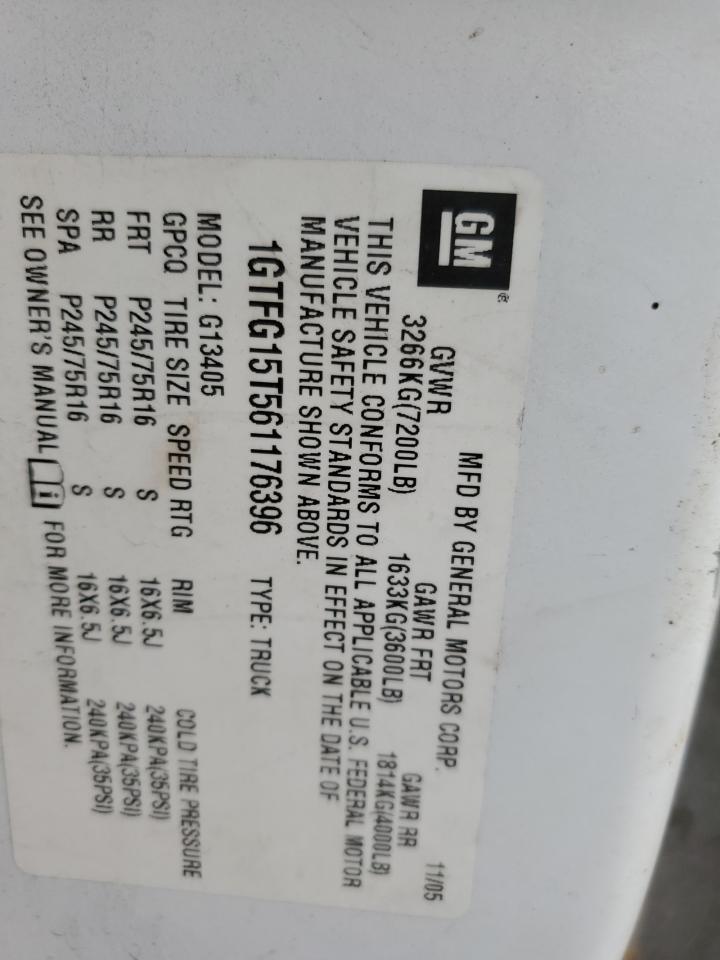 GM®
MFD BY GENERAL MOTORS CORP. 11/05
GVWR GAWR FRT GAWR RR
3266KG(7200LB) 1633KG(3600LB) 1814KG(4000LB)
THIS VEHICLE CONFORMS TO ALL APPLICABLE U.S. FEDERAL MOTOR
VEHICLE SAFETY STANDARDS IN EFFECT ON THE DATE OF
MANUFACTURE SHOWN ABOVE.
1GTFG15T561176396 TYPE: TRUCK
MODEL: G13405
GPCQ TIRE SIZE SPEED RTG RIM COLD TIRE PRESSURE
FRT P245/75R16 S 16X6.5J 240KPA(35PSI)
RR P245/75R16 S 16X6.5J 240KPA(35PSI)
SPA P245/75R16 S 16X6.5J 240KPA(35PSI)
SEE OWNER'S MANUAL i FOR MORE INFORMATION.